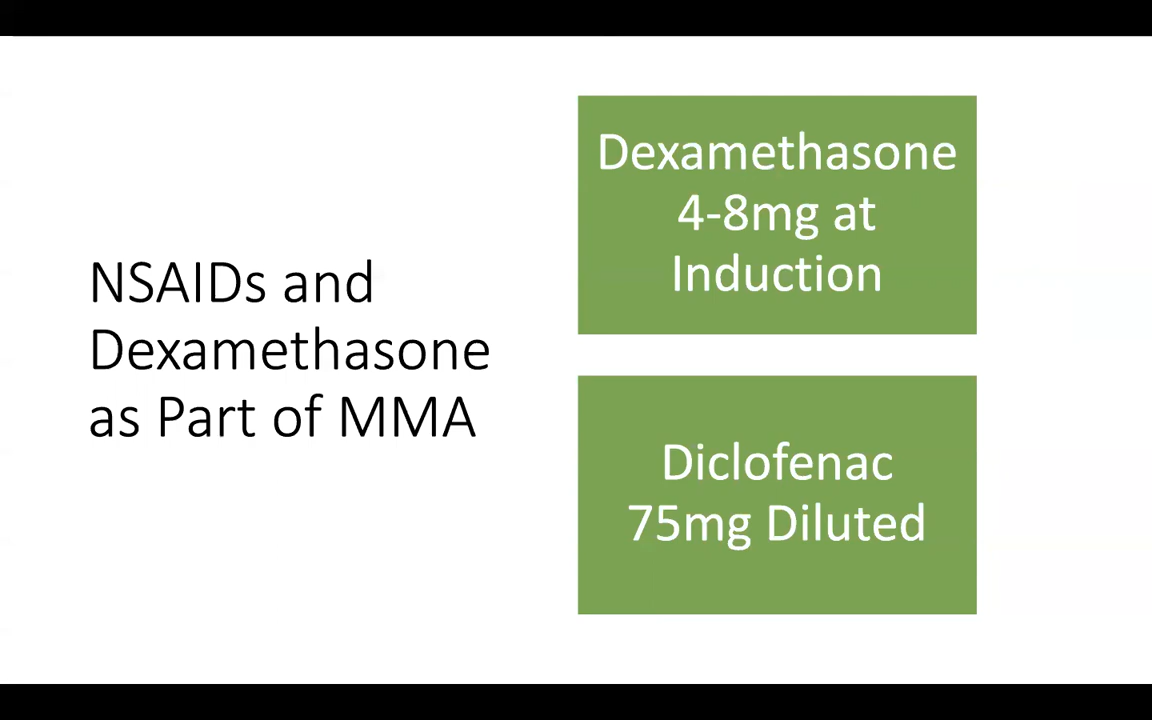 NSAIDs and
Dexamethasone
as Part of MMA
Dexamethasone
4-8mg at
Induction
Diclofenac
75mg Diluted